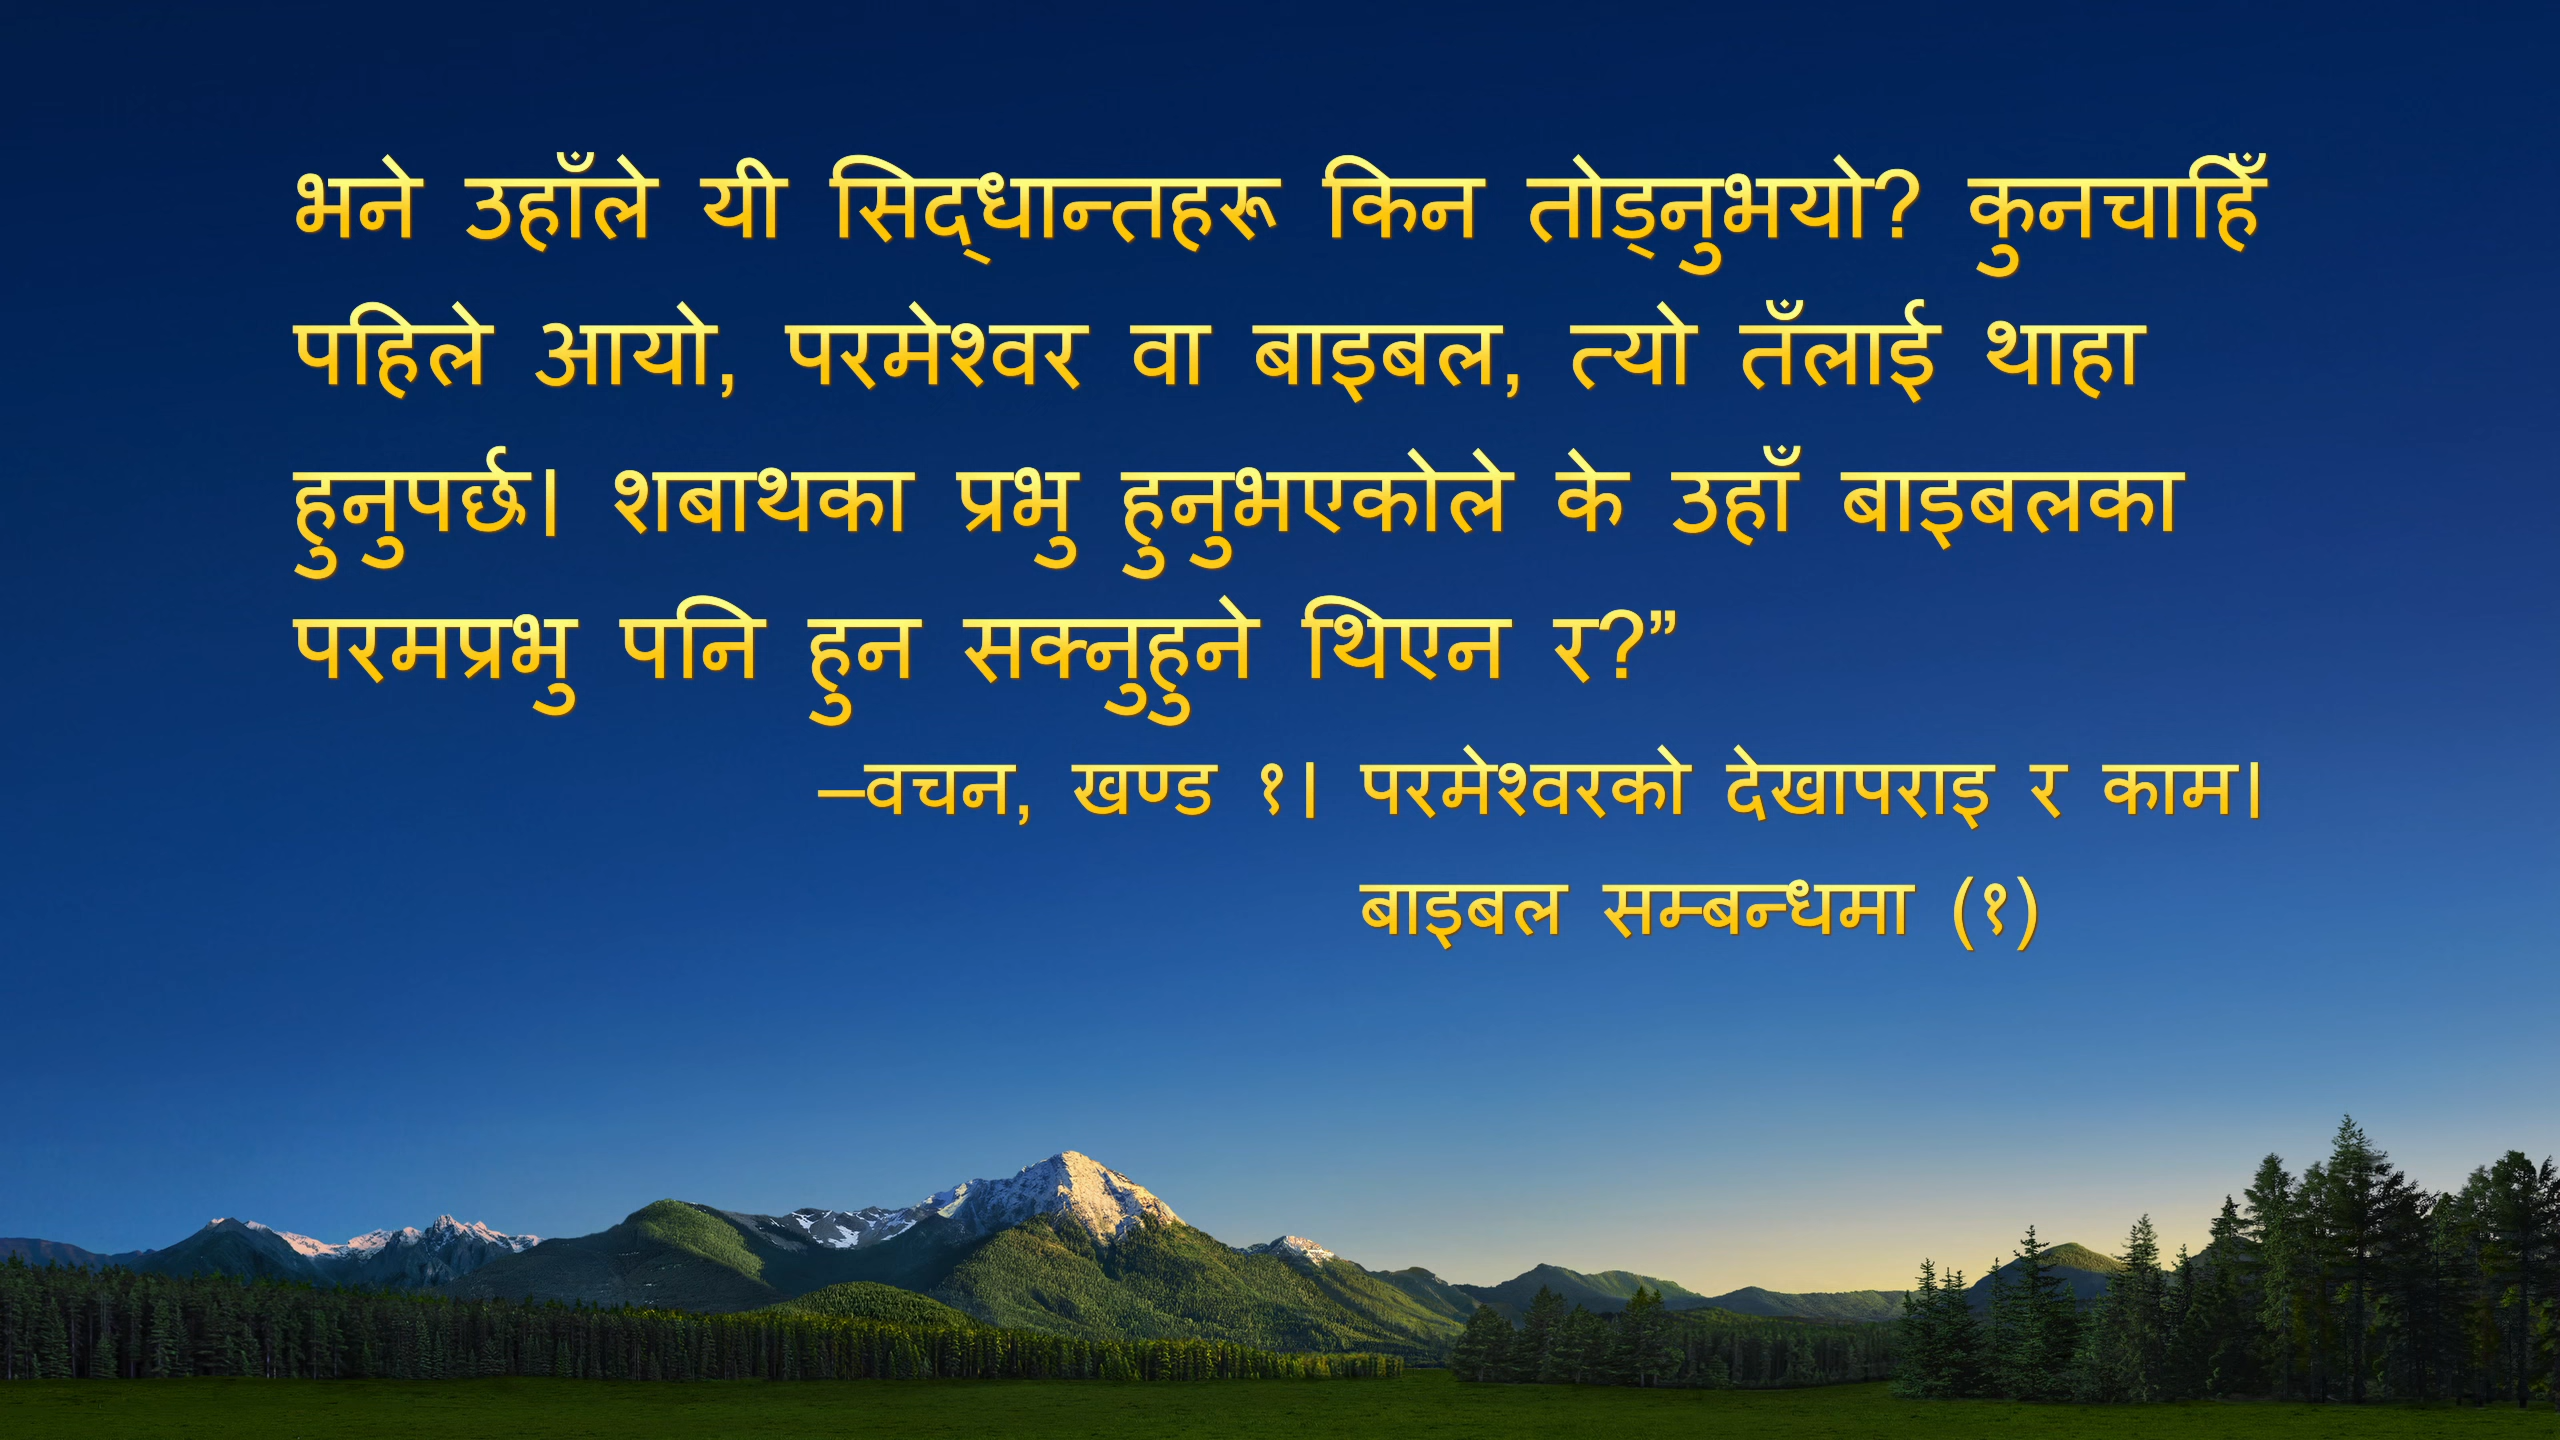 भने उहाँले यी सिद्‌धान्तहरू किन तोड्नुभयो? कुनचाहिँ
पहिले आयो, परमेश्‍वर वा बाइबल, त्यो तँलाई थाहा
हुनुपर्छ। शबाथका प्रभु हुनुभएकोले के उहाँ बाइबलका
परमप्रभु पनि हुन सक्नुहुने थिएन र?”
—वचन, खण्ड १। परमेश्‍वरको देखापराइ र काम।
बाइबल सम्‍बन्धमा (१)